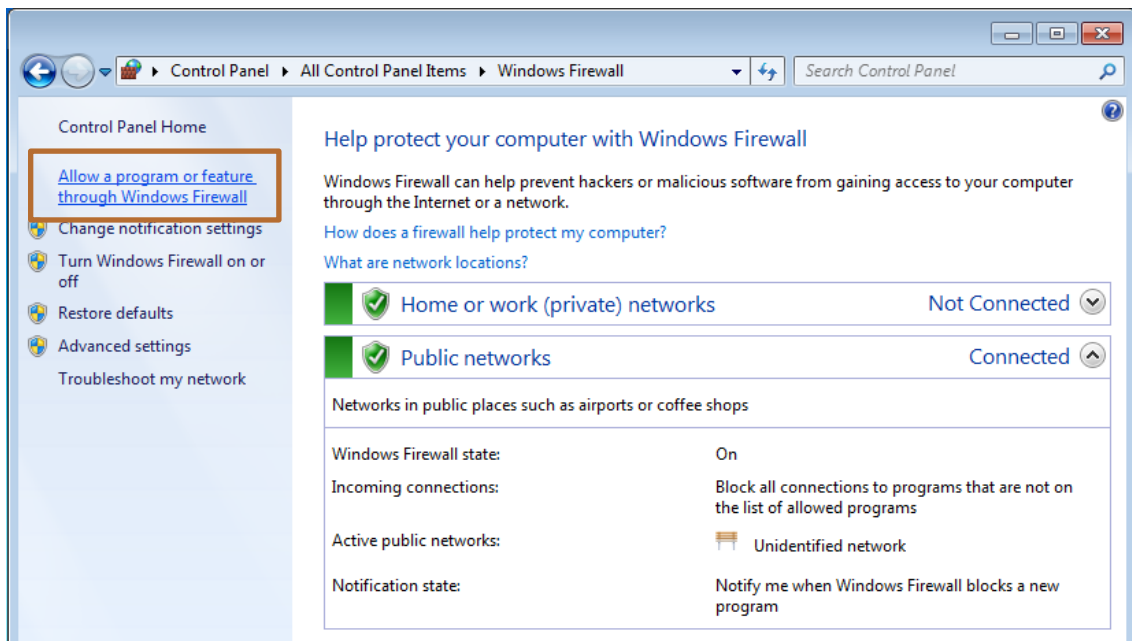 Control Panel ▸ All Control Panel Items ▸ Windows Firewall
Search Control Panel
Control Panel Home
Allow a program or feature
through Windows Firewall
Change notification settings
Turn Windows Firewall on or
off
Restore defaults
Advanced settings
Troubleshoot my network
Help protect your computer with Windows Firewall
Windows Firewall can help prevent hackers or malicious software from gaining access to your computer
through the Internet or a network.
How does a firewall help protect my computer?
What are network locations?
Home or work (private) networks Not Connected
Public networks Connected
Networks in public places such as airports or coffee shops
Windows Firewall state: On
Incoming connections: Block all connections to programs that are not on
the list of allowed programs
Active public networks: Unidentified network
Notification state: Notify me when Windows Firewall blocks a new
program